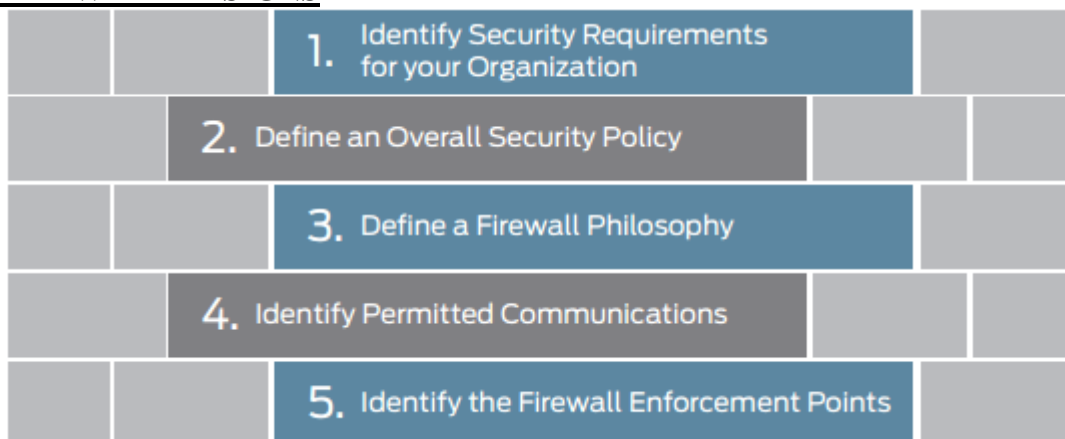 1. Identify Security Requirements
for your Organization
2. Define an Overall Security Policy
3. Define a Firewall Philosophy
4. Identify Permitted Communications
5. Identify the Firewall Enforcement Points